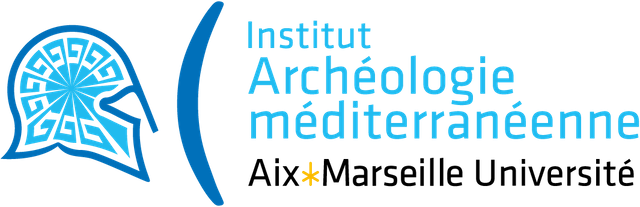 Institut
Archéologie
méditerranéenne
Aix*Marseille Université